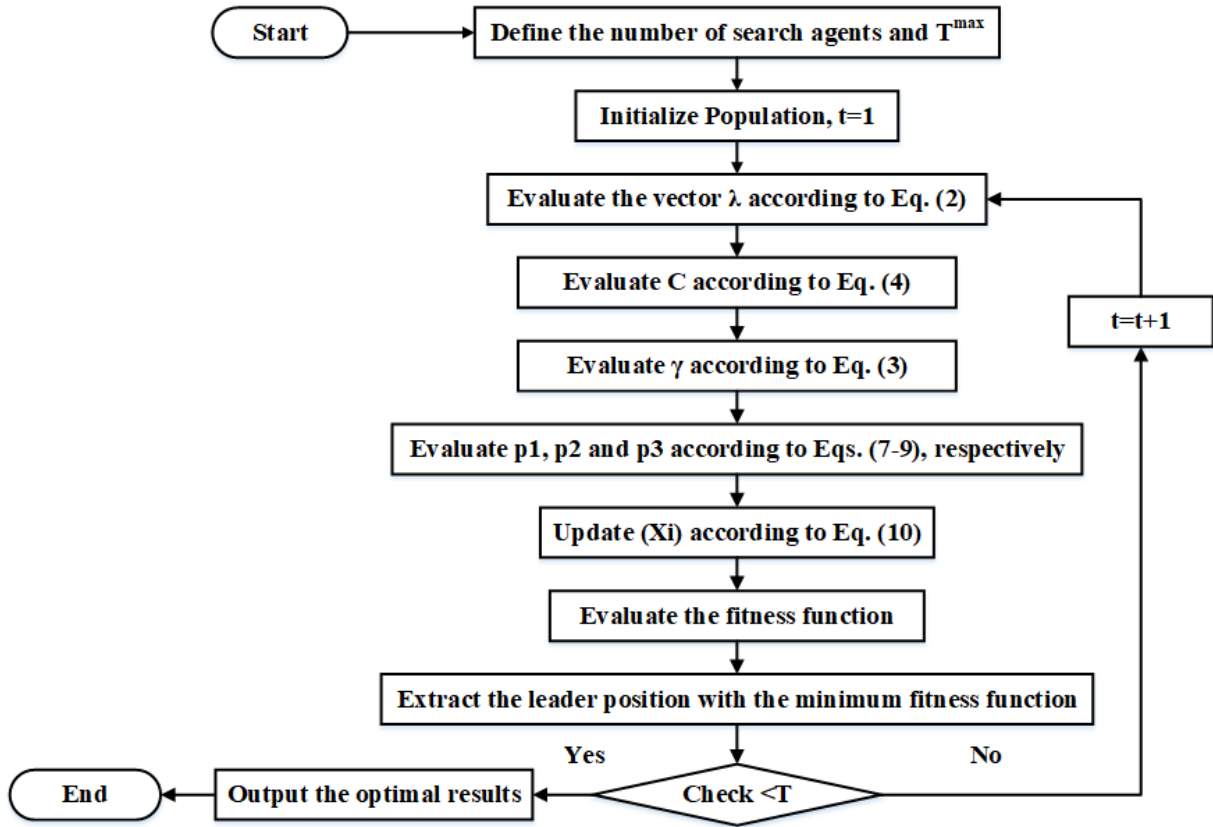 Start
Define the number of search agents and T^max
Initialize Population, t=1
Evaluate the vector λ according to Eq. (2)
Evaluate C according to Eq. (4)
t=t+1
Evaluate γ according to Eq. (3)
Evaluate p1, p2 and p3 according to Eqs. (7-9), respectively
Update (Xi) according to Eq. (10)
Evaluate the fitness function
Extract the leader position with the minimum fitness function
Yes
No
Check <T
Output the optimal results
End